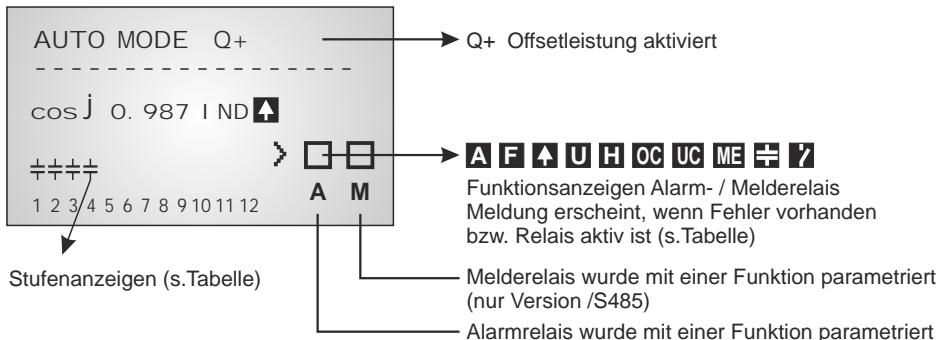 AUTO MODE Q+
Q+ Offsetleistung aktiviert
cos j 0. 987 I ND
A F U H OC UC ME
Funktionsanzeigen Alarm- / Melderelais
Meldung erscheint, wenn Fehler vorhanden
bzw. Relais aktiv ist (s.Tabelle)
A M
1 2 3 4 5 6 7 8 9 10 11 12
Stufenanzeigen (s.Tabelle)
Melderelais wurde mit einer Funktion parametriert
(nur Version /S485)
Alarmrelais wurde mit einer Funktion parametriert